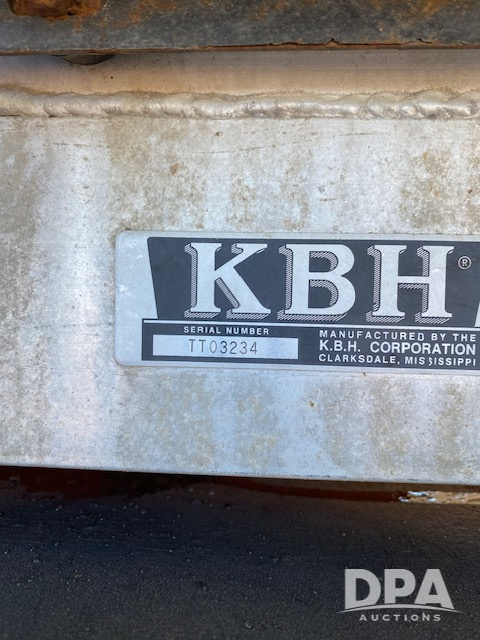 KBH®
SERIAL NUMBER
TT03234
MANUFACTURED BY THE
K.B.H. CORPORATION
CLARKSDALE, MISSISSIPPI
DPA
AUCTIONS